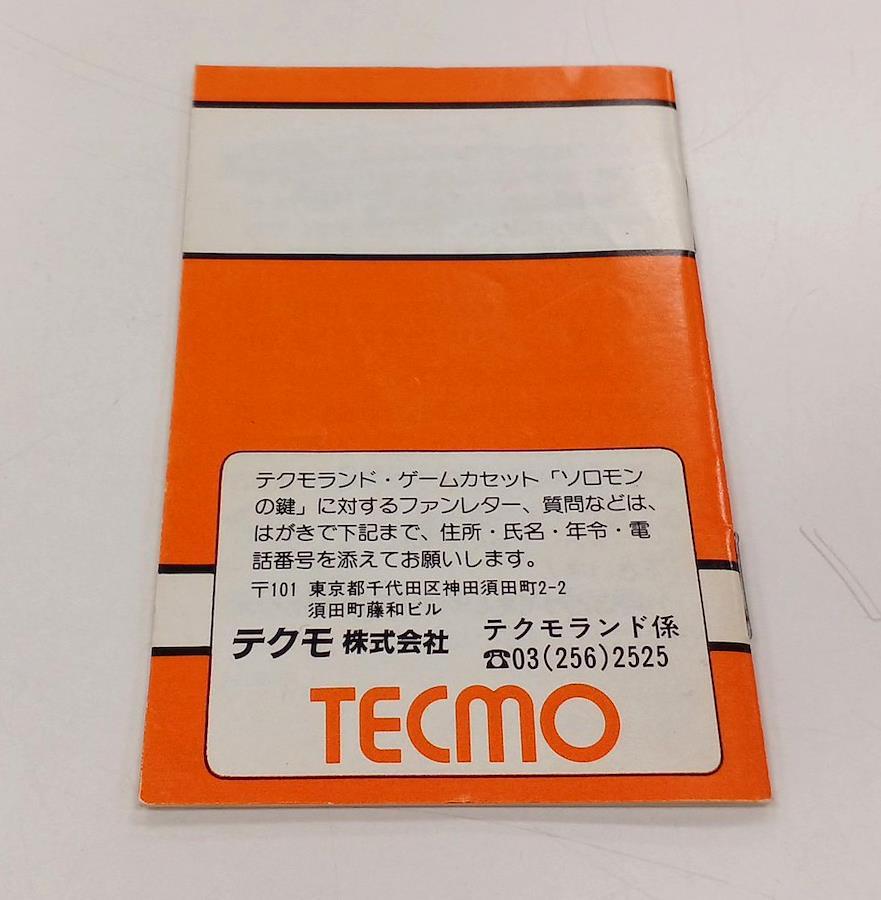 テクモランド・ゲームカセット「ソロモン
の鍵」に対するファンレター、質問などは、
はがきで下記まで、住所・氏名・年令・電
話番号を添えてお願いします。
〒101 東京都千代田区神田須田町2-2
須田町藤和ビル
テクモ 株式会社
テクモランド係
☎03(256)2525
TECMO